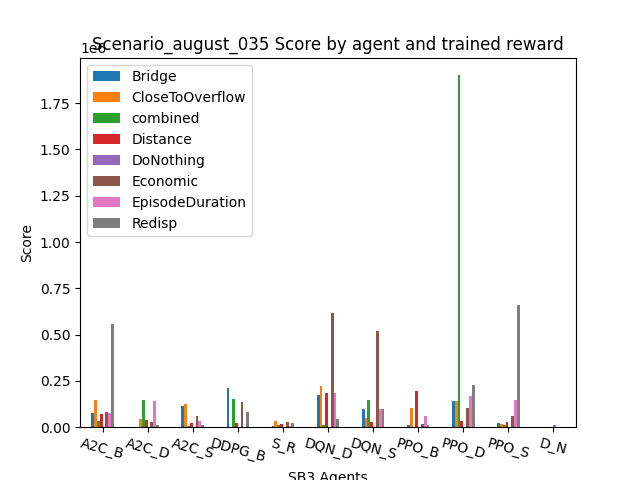 Scenario_august_035 Score by agent and trained reward
1e6
Bridge
CloseToOverflow
combined
Distance
DoNothing
Economic
EpisodeDuration
Redisp
Score
1.75
1.50
1.25
1.00
0.75
0.50
0.25
0.00
A2C_B A2C_D A2C_S DDPG_B S_R DQN_D DQN_S PPO_B PPO_D PPO_S D_N
SB3 Agents